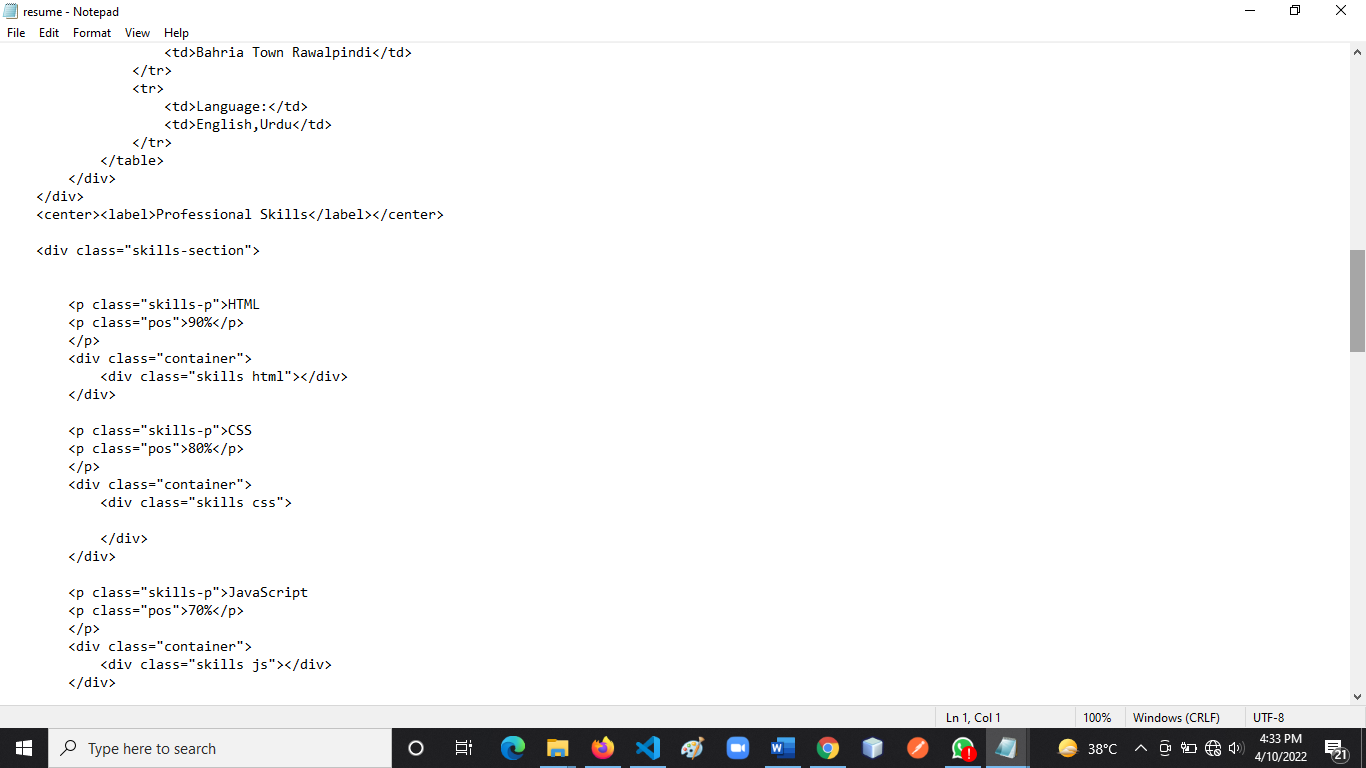 resume - Notepad
File Edit Format View Help
<td>Bahria Town Rawalpindi</td>
</tr>
<tr>
<td>Language:</td>
<td>English,Urdu</td>
</tr>
</table>
</div>
</div>
<center><label>Professional Skills</label></center>
<div class="skills-section">
<p class="skills-p">HTML
<p class="pos">90%</p>
</p>
<div class="container">
<div class="skills html"></div>
</div>
<p class="skills-p">CSS
<p class="pos">80%</p>
</p>
<div class="container">
<div class="skills css">
</div>
</div>
<p class="skills-p">JavaScript
<p class="pos">70%</p>
</p>
<div class="container">
<div class="skills js"></div>
</div>
Ln 1, Col 1 100% Windows (CRLF) UTF-8
Type here to search
38°C
4:33 PM
4/10/2022
21